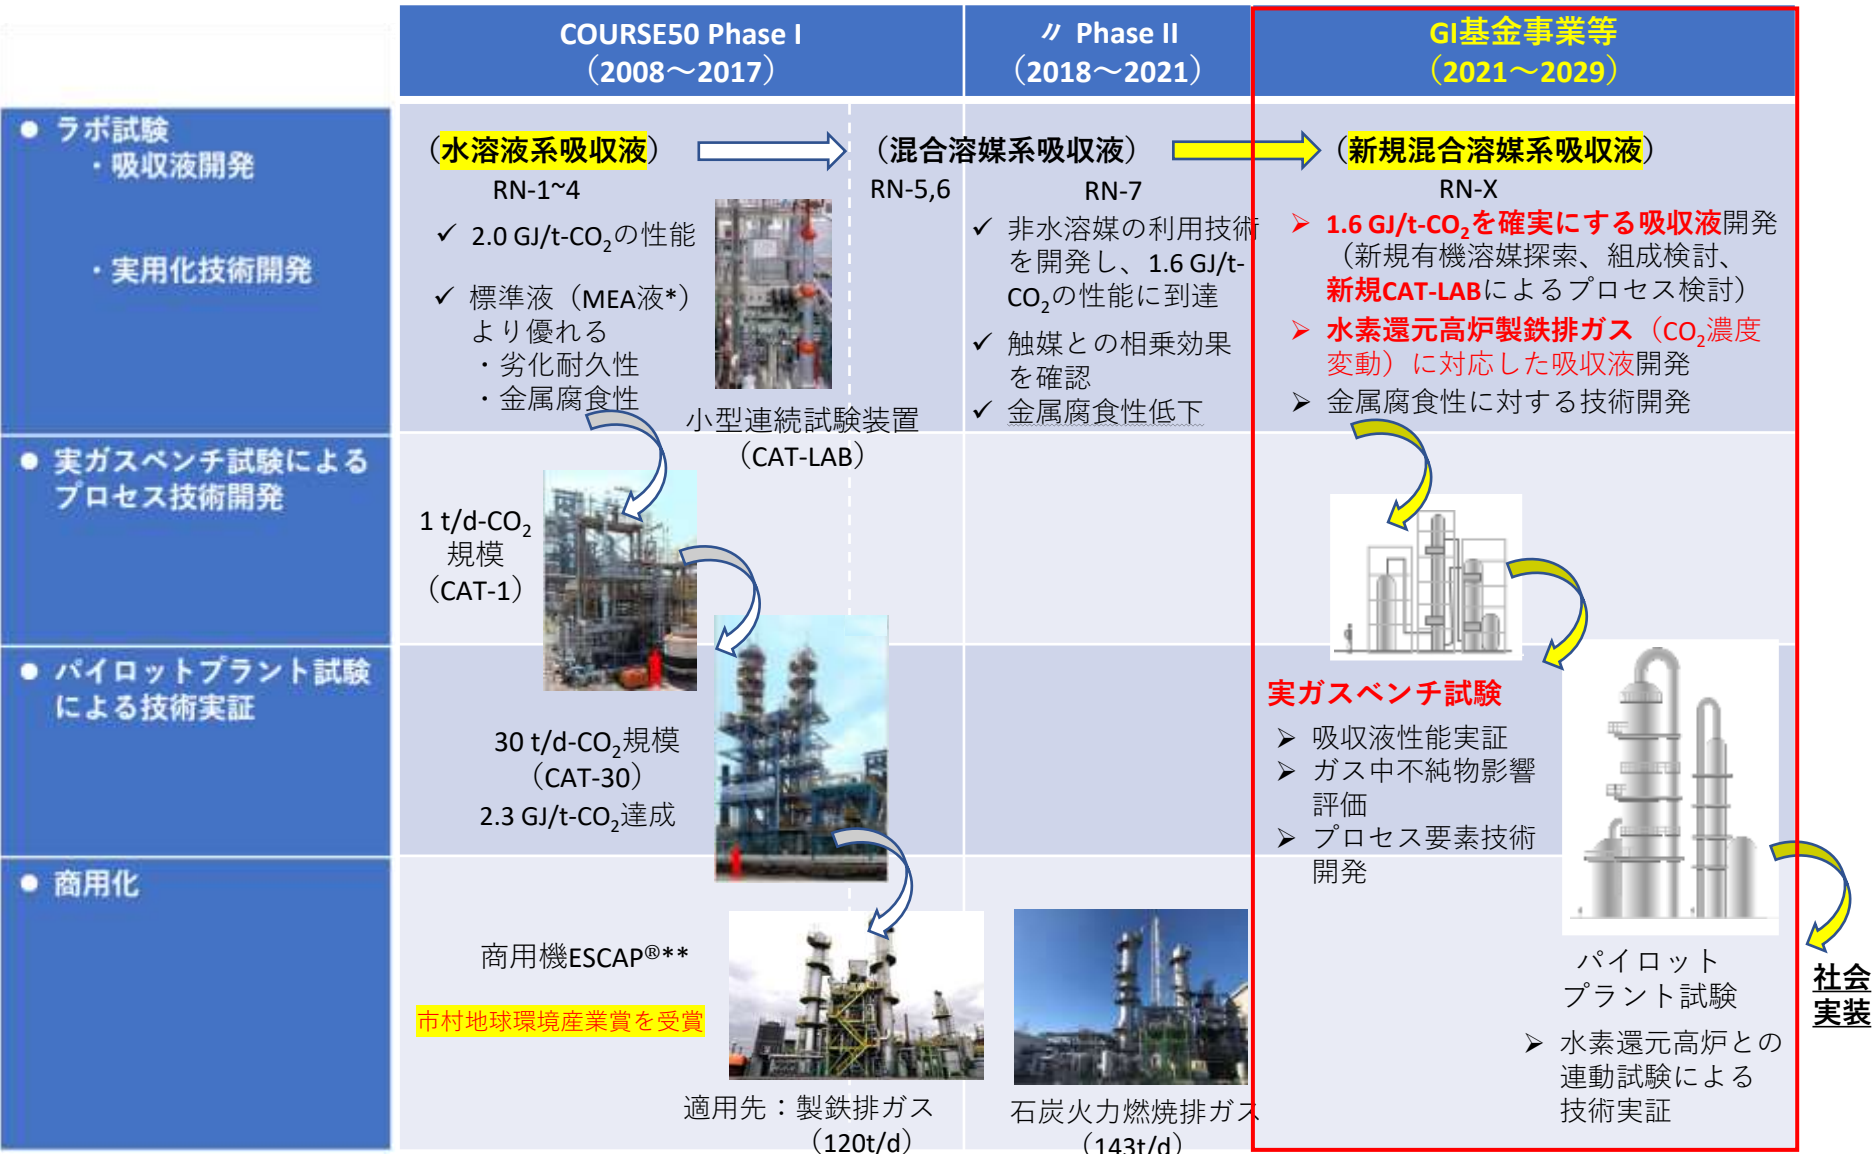 COURSE50 Phase I
（2008～2017）
〃 Phase II
（2018～2021）
GI基金事業等
（2021～2029）
● ラボ試験
・吸収液開発
・実用化技術開発
（水溶液系吸収液）
RN-1~4
✓ 2.0 GJ/t-CO₂の性能
✓ 標準液（MEA液*）
より優れる
・劣化耐久性
・金属腐食性
小型連続試験装置
（CAT-LAB）
（混合溶媒系吸収液）
RN-5,6
RN-7
✓ 非水溶媒の利用技術
を開発し、1.6 GJ/t-
CO₂の性能に到達
✓ 触媒との相乗効果
を確認
✓ 金属腐食性低下
（新規混合溶媒系吸収液）
RN-X
➢ 1.6 GJ/t-CO₂を確実にする吸収液開発
（新規有機溶媒探索、組成検討、
新規CAT-LABによるプロセス検討）
➢ 水素還元高炉製鉄排ガス（CO₂濃度
変動）に対応した吸収液開発
➢ 金属腐食性に対する技術開発
● 実ガスベンチ試験による
プロセス技術開発
1 t/d-CO₂
規模
（CAT-1）
● パイロットプラント試験
による技術実証
30 t/d-CO₂規模
（CAT-30）
2.3 GJ/t-CO₂達成
実ガスベンチ試験
➢ 吸収液性能実証
➢ ガス中不純物影響
評価
➢ プロセス要素技術
開発
● 商用化
商用機ESCAP®**
市村地球環境産業賞を受賞
適用先：製鉄排ガス
（120t/d）
石炭火力燃焼排ガス
（143t/d）
パイロット
プラント試験
➢ 水素還元高炉との
連動試験による
技術実証
社会
実装